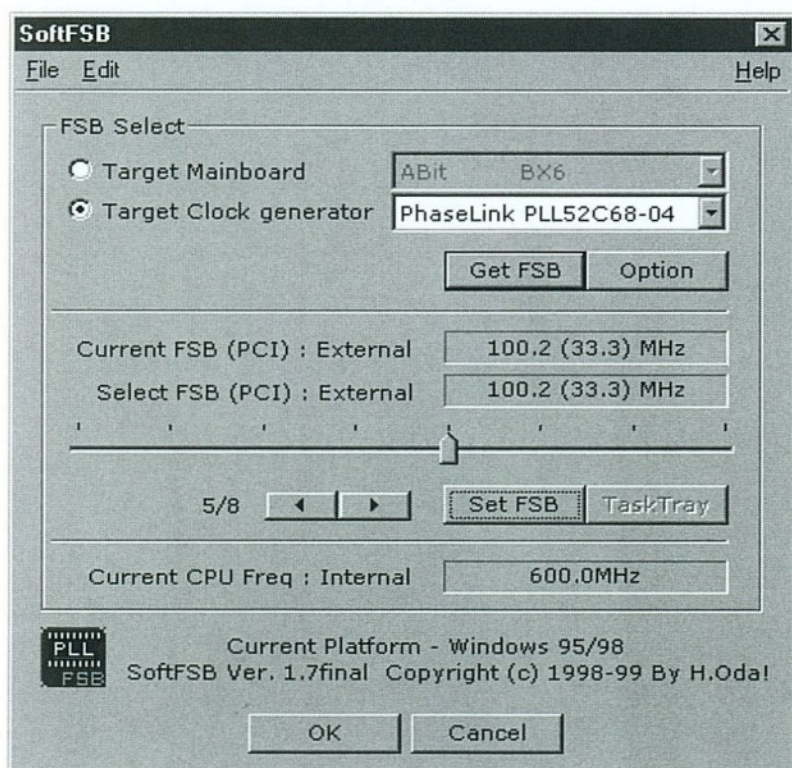 SoftFSB
File Edit Help
FSB Select
Target Mainboard ABit BX6
Target Clock generator PhaseLink PLL52C68-04
Get FSB Option
Current FSB (PCI) : External 100.2 (33.3) MHz
Select FSB (PCI) : External 100.2 (33.3) MHz
5/8 Set FSB TaskTray
Current CPU Freq : Internal 600.0MHz
PLL
FSB
Current Platform - Windows 95/98
SoftFSB Ver. 1.7final Copyright (c) 1998-99 By H.Oda!
OK Cancel